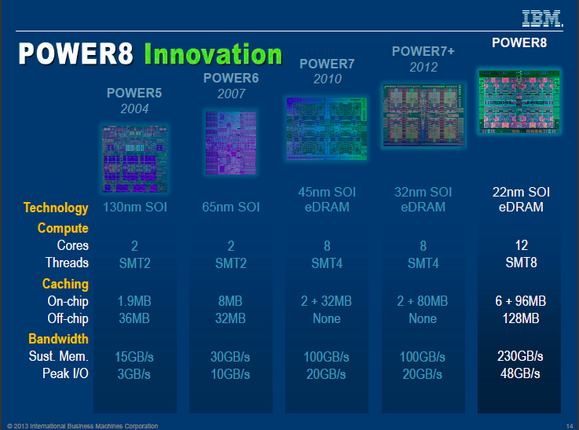 IBM
POWER8 Innovation
POWER5
2004
POWER6
2007
POWER7
2010
POWER7+
2012
POWER8
Technology 130nm SOI 65nm SOI 45nm SOI eDRAM 32nm SOI eDRAM 22nm SOI eDRAM
Compute
Cores 2 2 8 8 12
Threads SMT2 SMT2 SMT4 SMT4 SMT8
Caching
On-chip 1.9MB 8MB 2 + 32MB 2 + 80MB 6 + 96MB
Off-chip 36MB 32MB None None 128MB
Bandwidth
Sust. Mem. 15GB/s 30GB/s 100GB/s 100GB/s 230GB/s
Peak I/O 3GB/s 10GB/s 20GB/s 20GB/s 48GB/s
© 2013 International Business Machines Corporation 14